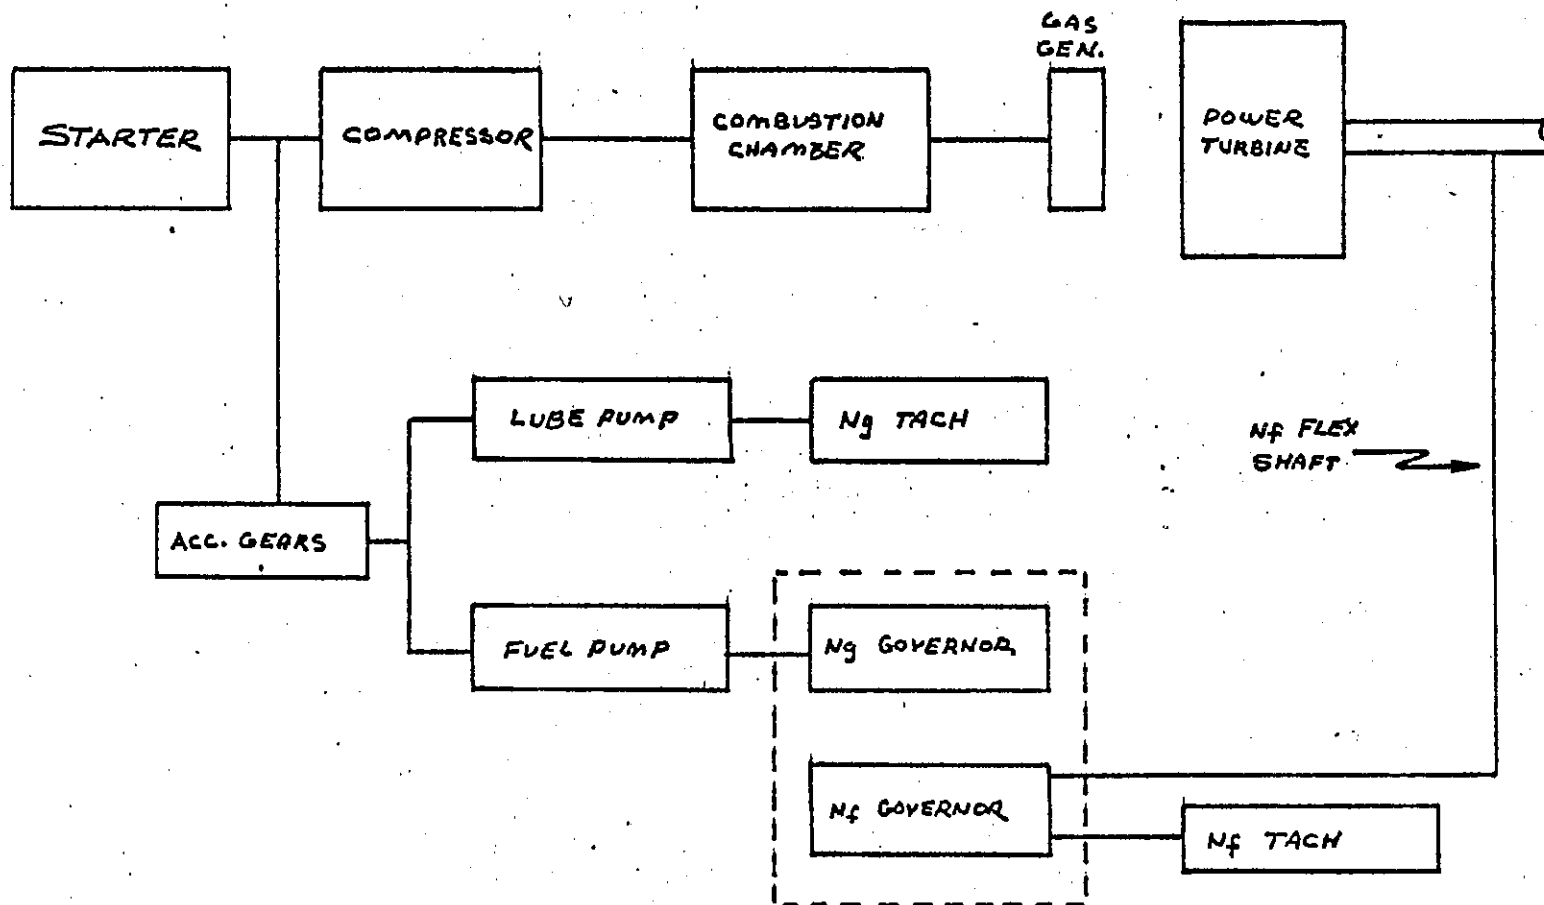 GAS
GEN.
STARTER
COMPRESSOR
COMBUSTION
CHAMBER
POWER
TURBINE
LUBE PUMP
Ng TACH
Nf FLEX
SHAFT
ACC. GEARS
FUEL PUMP
Ng GOVERNOR
Nf GOVERNOR
Nf TACH